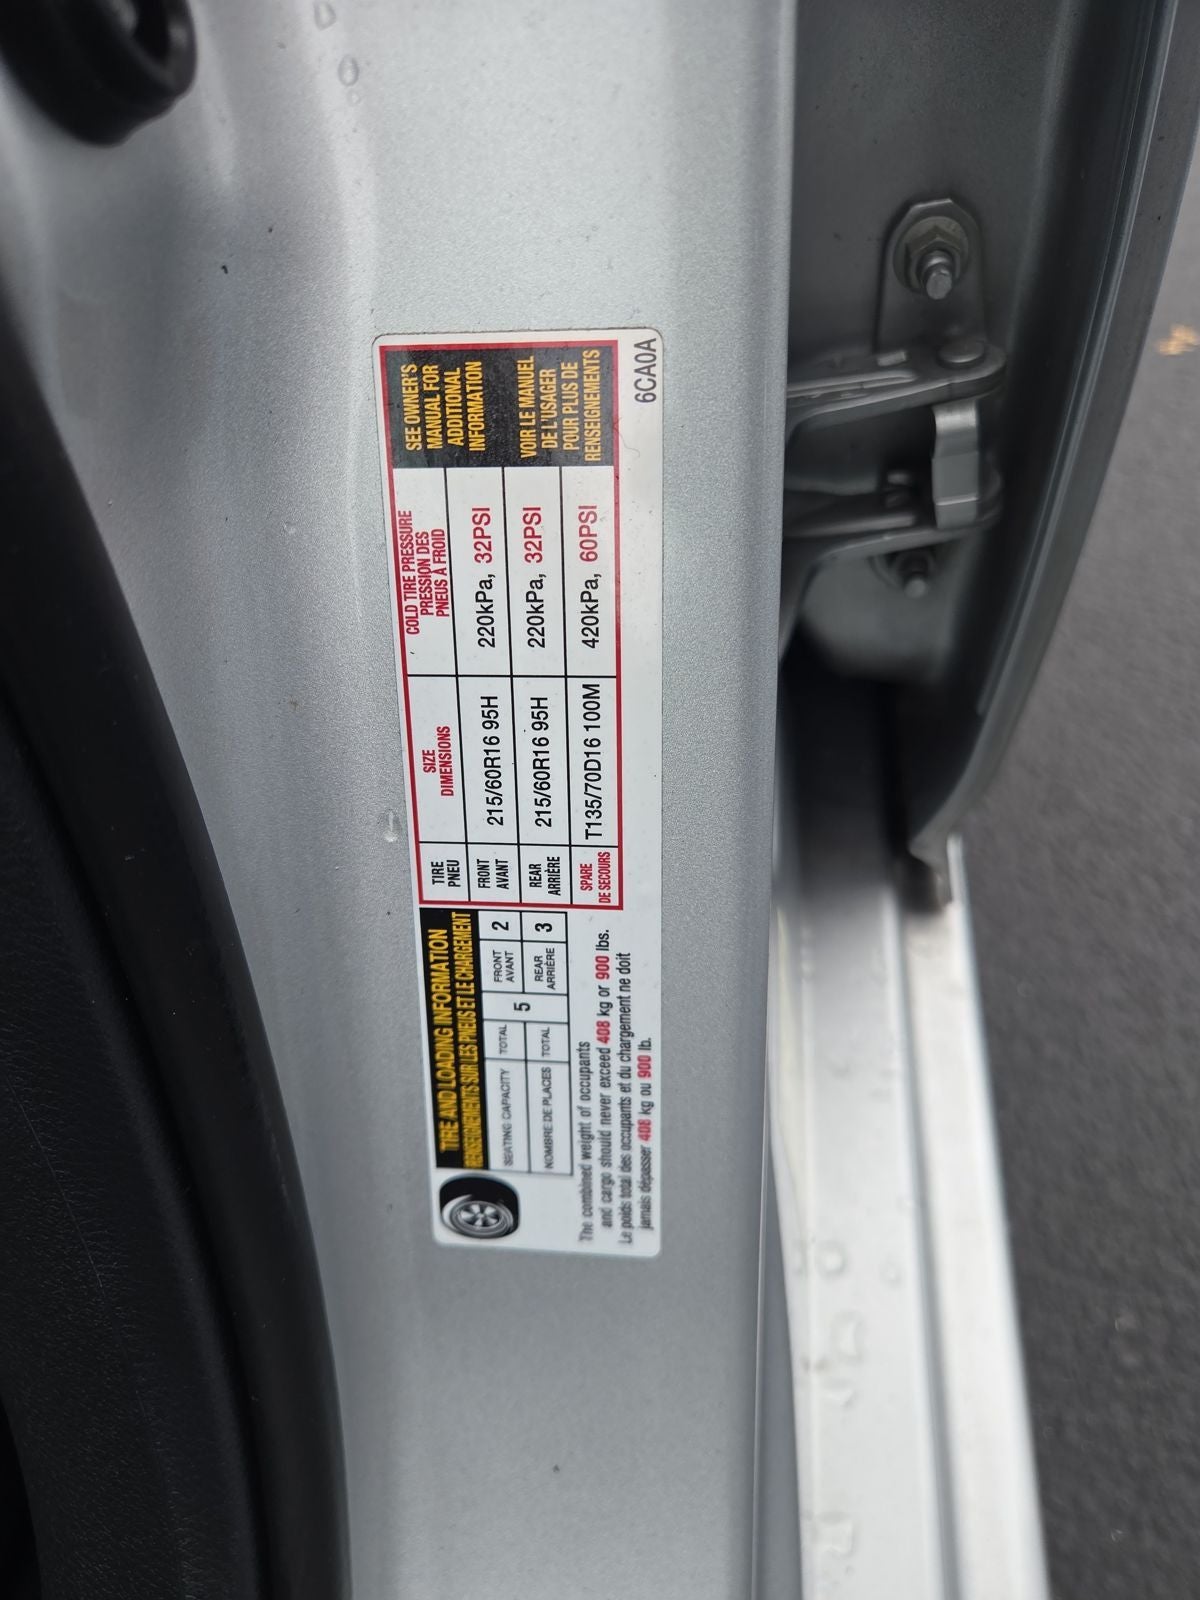 TIRE AND LOADING INFORMATION
RENSEIGNEMENTS SUR LES PNEUS ET LE CHARGEMENT
SEATING CAPACITY
NOMBRE DE PLACES
TOTAL
TOTAL
5
FRONT
AVANT
2
REAR
ARRIÈRE
3
The combined weight of occupants
and cargo should never exceed 408 kg or 900 lbs.
Le poids total des occupants et du chargement ne doit
jamais dépasser 408 kg ou 900 lb.
TIRE
PNEU
SIZE
DIMENSIONS
COLD TIRE PRESSURE
PRESSION DES
PNEUS À FROID
FRONT
AVANT
215/60R16 95H
220kPa, 32PSI
REAR
ARRIÈRE
215/60R16 95H
220kPa, 32PSI
SPARE
DE SECOURS
T135/70D16 100M
420kPa, 60PSI
SEE OWNER'S
MANUAL FOR
ADDITIONAL
INFORMATION
VOIR LE MANUEL
DE L'USAGER
POUR PLUS DE
RENSEIGNEMENTS
6CA0A